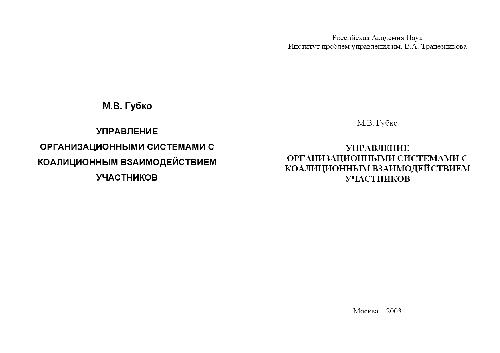 М.В. Губко
УПРАВЛЕНИЕ
ОРГАНИЗАЦИОННЫМИ СИСТЕМАМИ С
КОАЛИЦИОННЫМ ВЗАИМОДЕЙСТВИЕМ
УЧАСТНИКОВ
Российская Академия Наук
Институт проблем управления им. В.А. Трапезникова
М.В. Губко
УПРАВЛЕНИЕ
ОРГАНИЗАЦИОННЫМИ СИСТЕМАМИ С
КОАЛИЦИОННЫМ ВЗАИМОДЕЙСТВИЕМ
УЧАСТНИКОВ
Москва – 2003